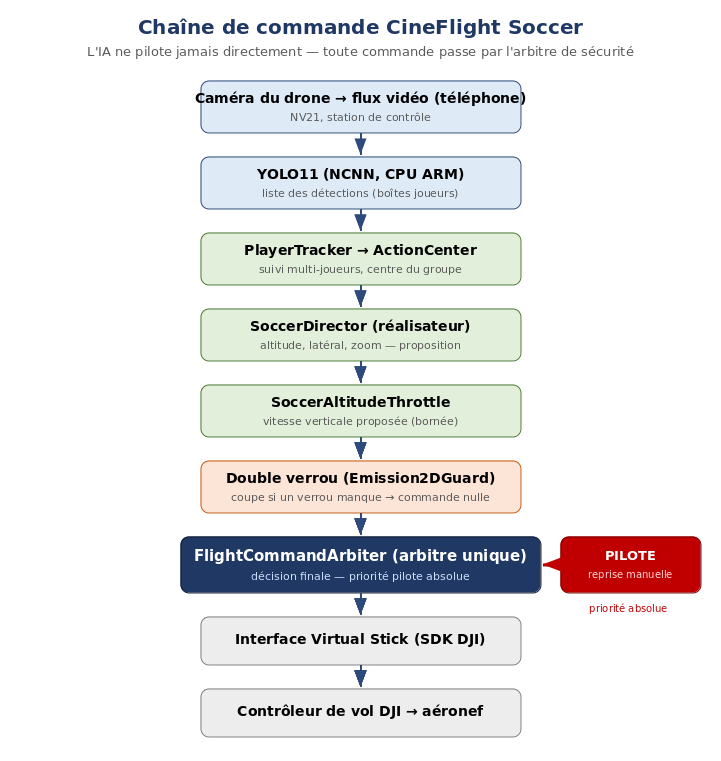 Chaîne de commande CineFlight Soccer
L'IA ne pilote jamais directement — toute commande passe par l'arbitre de sécurité
Caméra du drone → flux vidéo (téléphone)
NV21, station de contrôle
YOLO11 (NCNN, CPU ARM)
liste des détections (boîtes joueurs)
PlayerTracker → ActionCenter
suivi multi-joueurs, centre du groupe
SoccerDirector (réalisateur)
altitude, latéral, zoom — proposition
SoccerAltitudeThrottle
vitesse verticale proposée (bornée)
Double verrou (Emission2DGuard)
coupe si un verrou manque → commande nulle
FlightCommandArbiter (arbitre unique)
décision finale — priorité pilote absolue
PILOTE
reprise manuelle
priorité absolue
Interface Virtual Stick (SDK DJI)
Contrôleur de vol DJI → aéronef